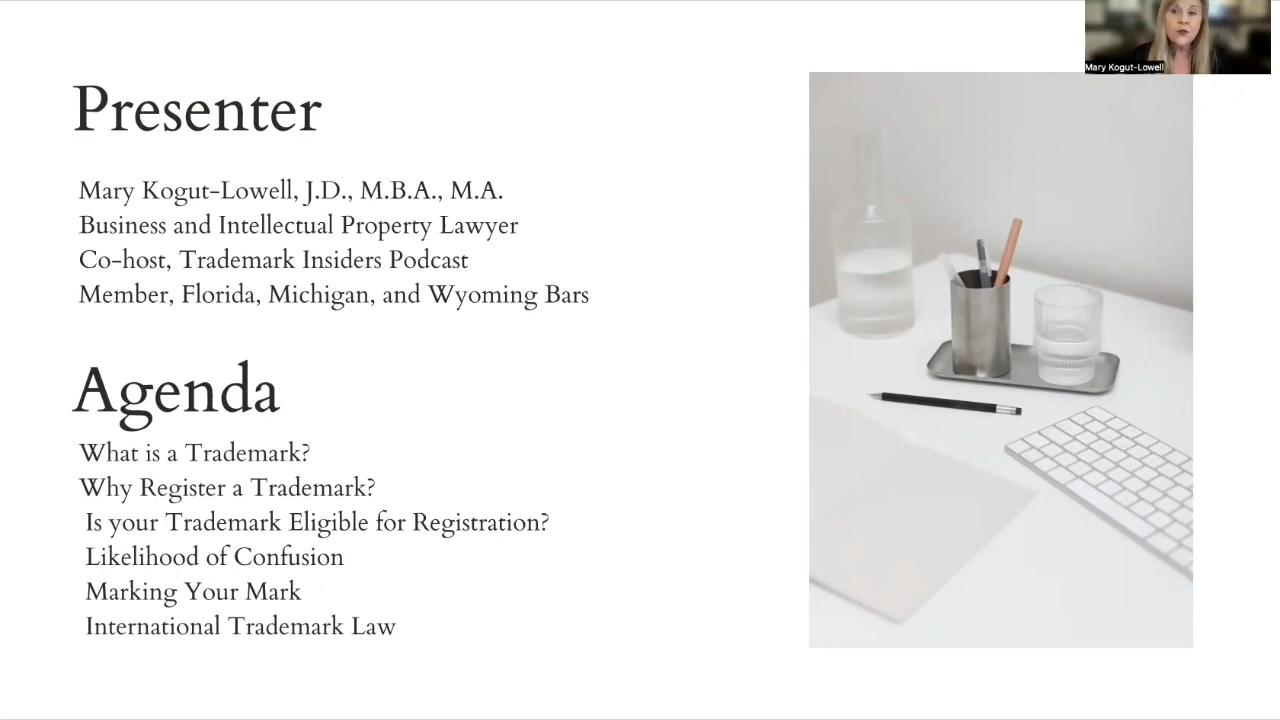 Mary Kogut-Lowell
Presenter
Mary Kogut-Lowell, J.D., M.B.A., M.A.
Business and Intellectual Property Lawyer
Co-host, Trademark Insiders Podcast
Member, Florida, Michigan, and Wyoming Bars
Agenda
What is a Trademark?
Why Register a Trademark?
Is your Trademark Eligible for Registration?
Likelihood of Confusion
Marking Your Mark
International Trademark Law